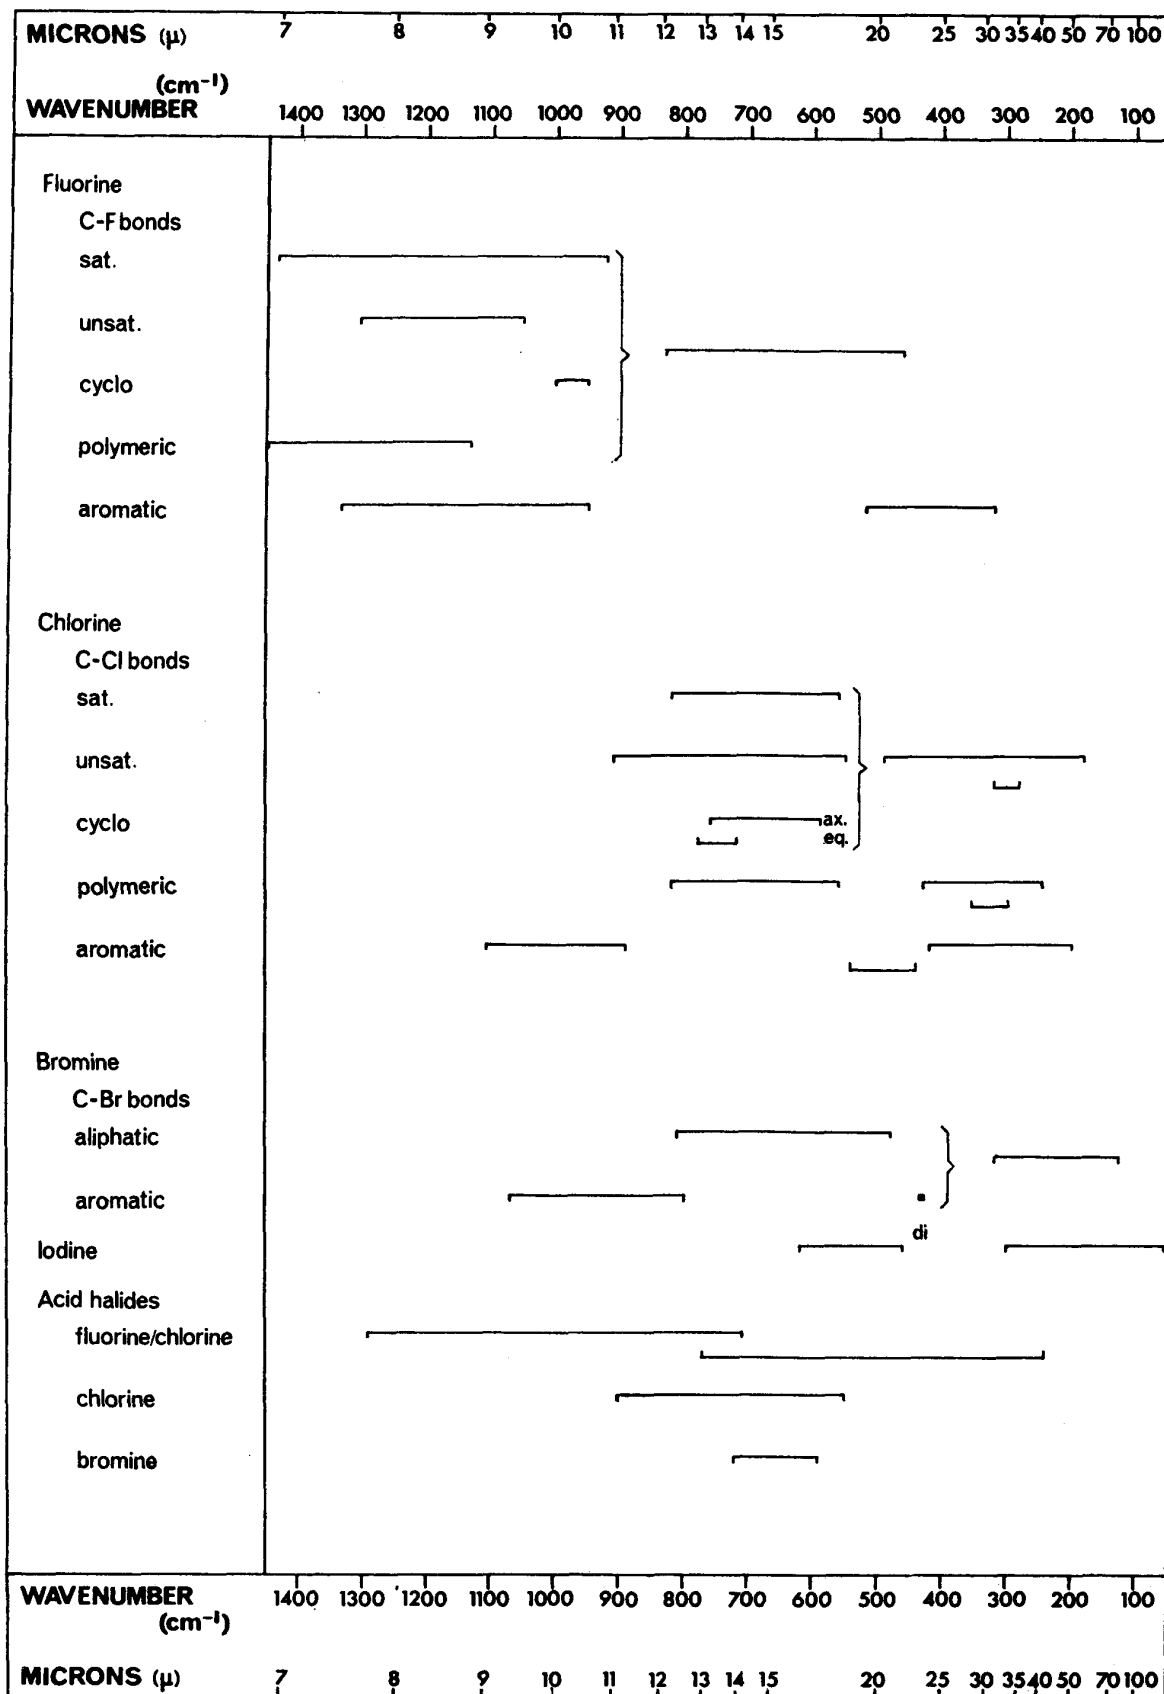 MICRONS (μ) 7 8 9 10 11 12 13 14 15 20 25 30 35 40 50 70 100
(cm⁻¹)
WAVENUMBER 1400 1300 1200 1100 1000 900 800 700 600 500 400 300 200 100
Fluorine
C-F bonds
sat.
unsat.
cyclo
polymeric
aromatic
Chlorine
C-Cl bonds
sat.
unsat.
cyclo ax.
eq.
polymeric
aromatic
Bromine
C-Br bonds
aliphatic
aromatic
di
Iodine
Acid halides
fluorine/chlorine
chlorine
bromine
WAVENUMBER 1400 1300 1200 1100 1000 900 800 700 600 500 400 300 200 100
(cm⁻¹)
MICRONS (μ) 7 8 9 10 11 12 13 14 15 20 25 30 35 40 50 70 100